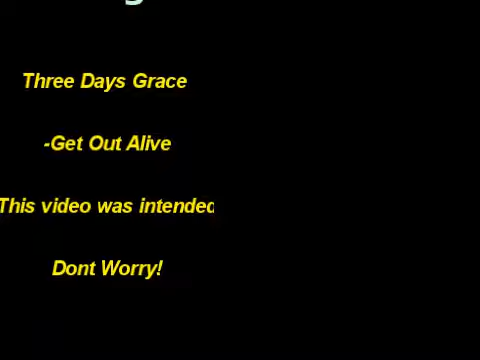 Three Days Grace
-Get Out Alive
This video was intended
Dont Worry!